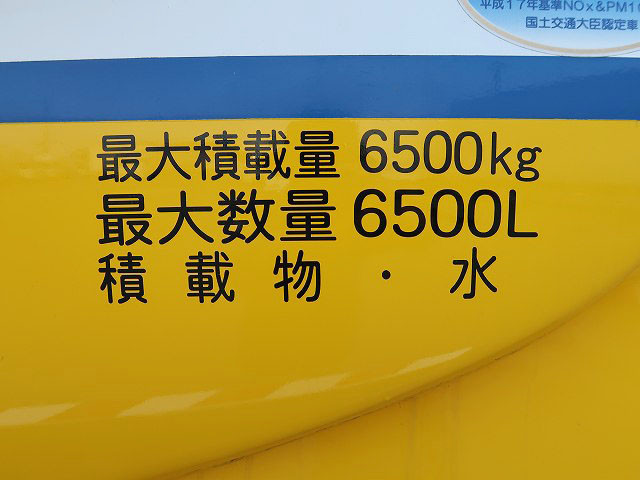 平成17年基準NOx&PM1
国土交通大臣認定車
最大積載量 6500kg
最大数量 6500L
積載物・水